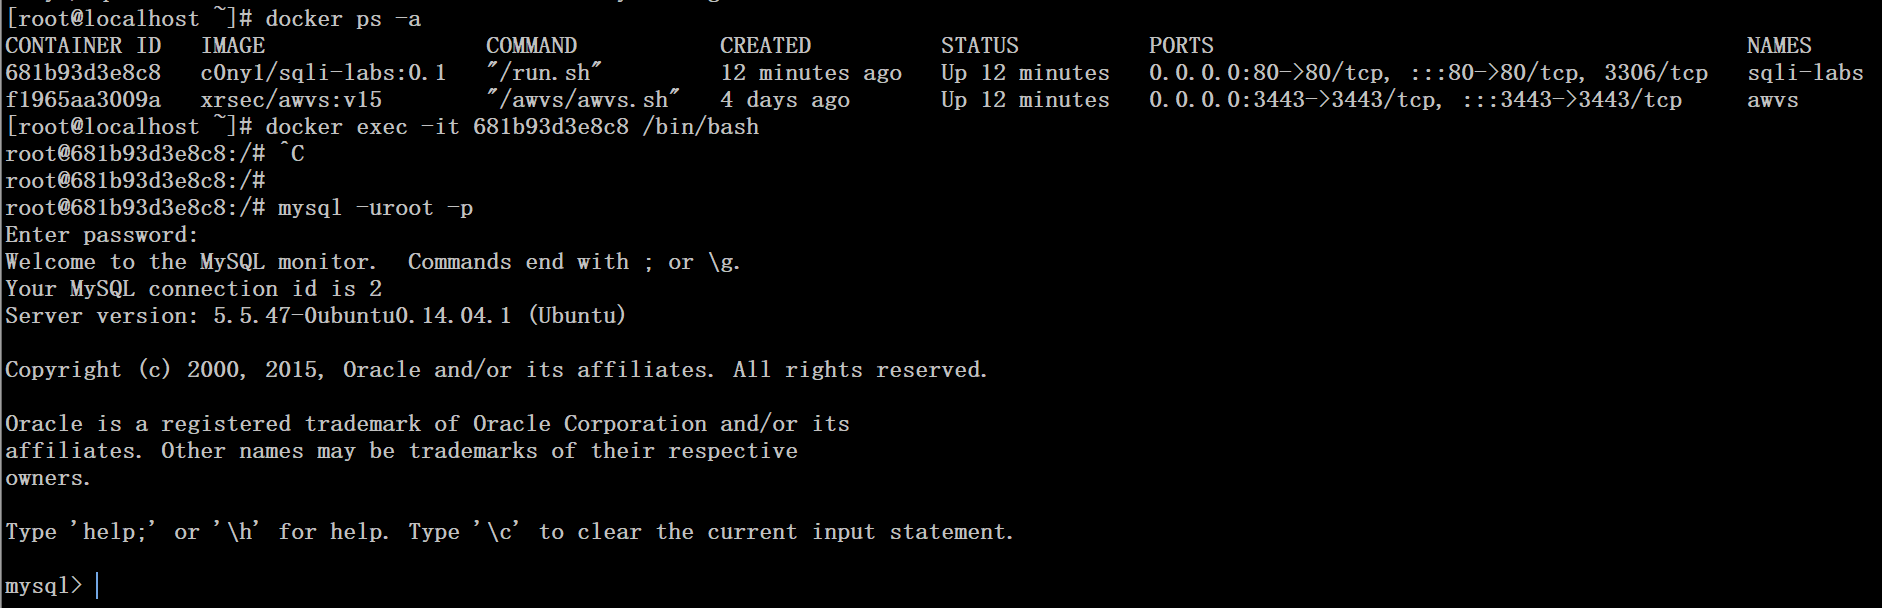 [root@localhost ~]# docker ps -a
CONTAINER ID   IMAGE                 COMMAND           CREATED          STATUS          PORTS                                         NAMES
681b93d3e8c8   c0ny1/sqli-labs:0.1   "/run.sh"         12 minutes ago   Up 12 minutes   0.0.0.0:80->80/tcp, :::80->80/tcp, 3306/tcp   sqli-labs
f1965aa3009a   xrsec/awvs:v15        "/awvs/awvs.sh"   4 days ago       Up 12 minutes   0.0.0.0:3443->3443/tcp, :::3443->3443/tcp     awvs
[root@localhost ~]# docker exec -it 681b93d3e8c8 /bin/bash
root@681b93d3e8c8:/# ^C
root@681b93d3e8c8:/#
root@681b93d3e8c8:/# mysql -uroot -p
Enter password:
Welcome to the MySQL monitor.  Commands end with ; or \g.
Your MySQL connection id is 2
Server version: 5.5.47-0ubuntu0.14.04.1 (Ubuntu)
Copyright (c) 2000, 2015, Oracle and/or its affiliates. All rights reserved.
Oracle is a registered trademark of Oracle Corporation and/or its
affiliates. Other names may be trademarks of their respective
owners.
Type 'help;' or '\h' for help. Type '\c' to clear the current input statement.
mysql>